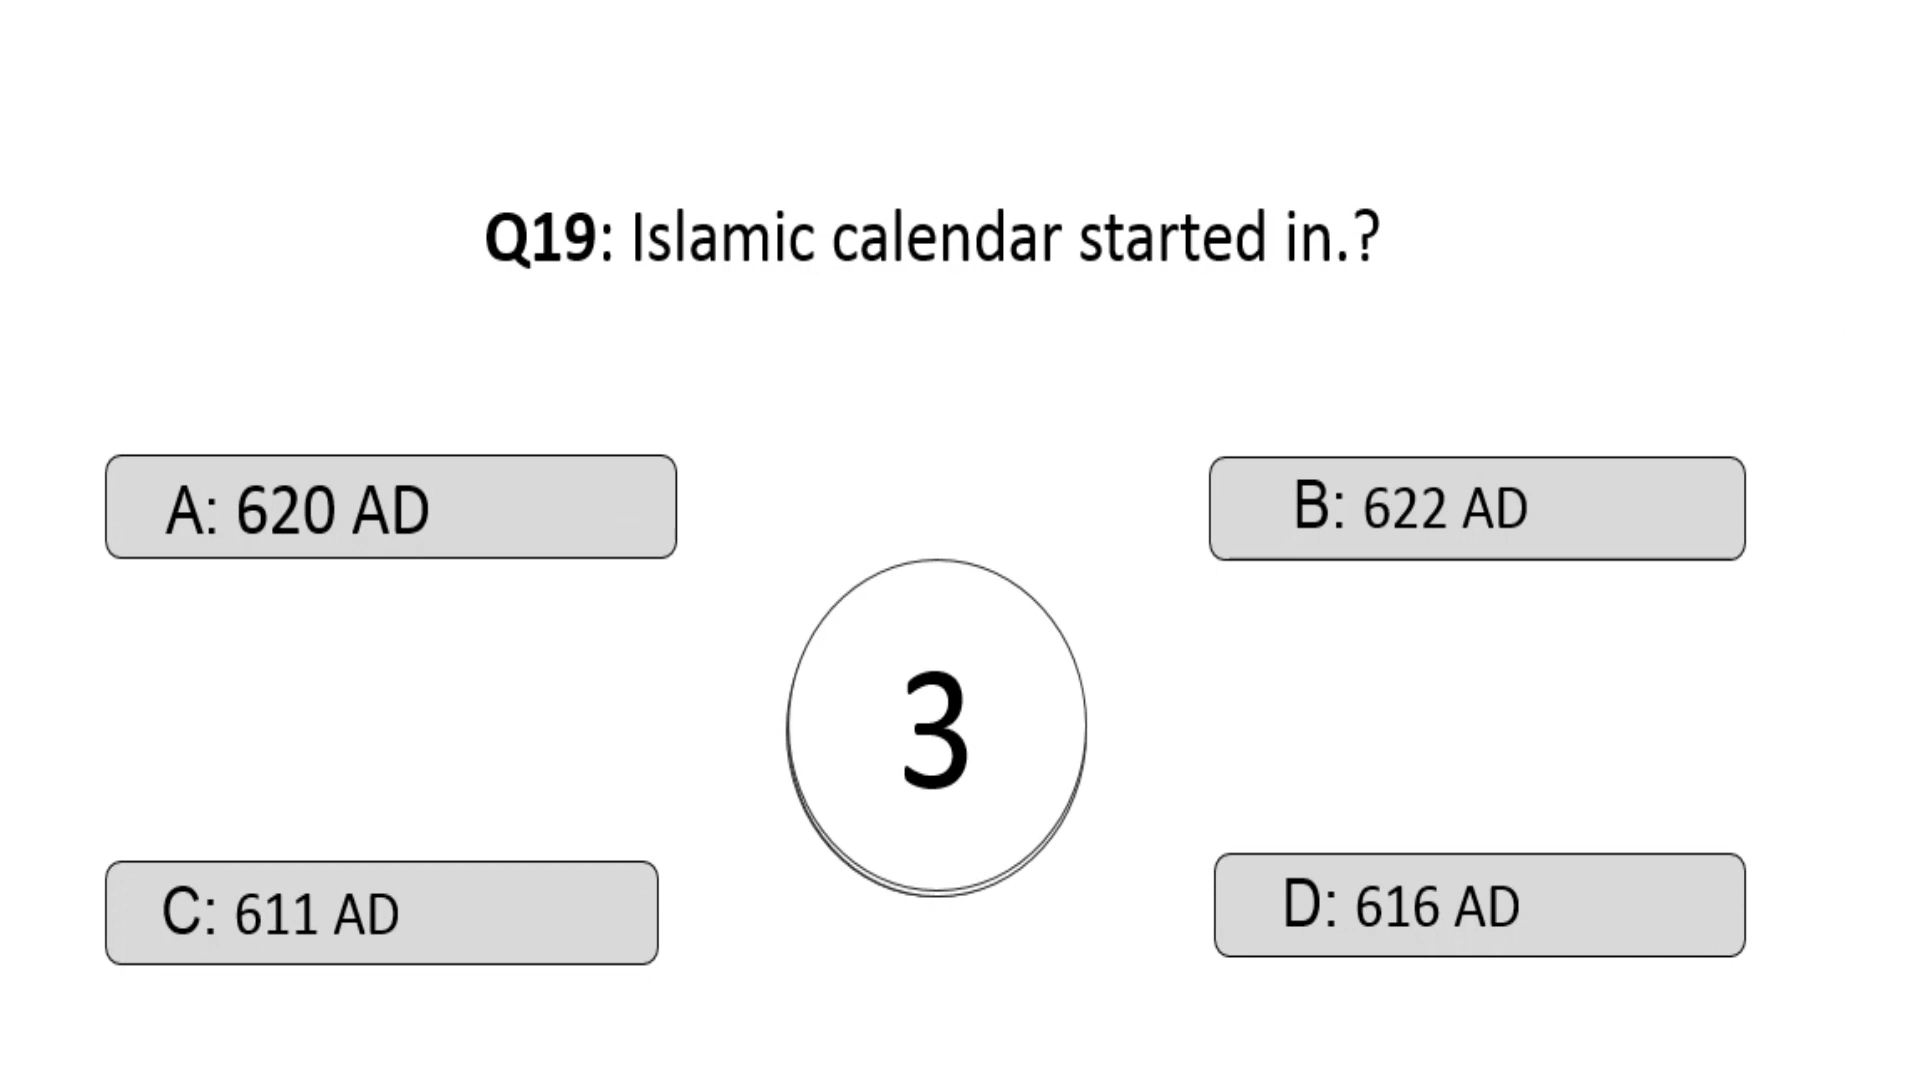 Q19: Islamic calendar started in.?
A: 620 AD
B: 622 AD
3
C: 611 AD
D: 616 AD